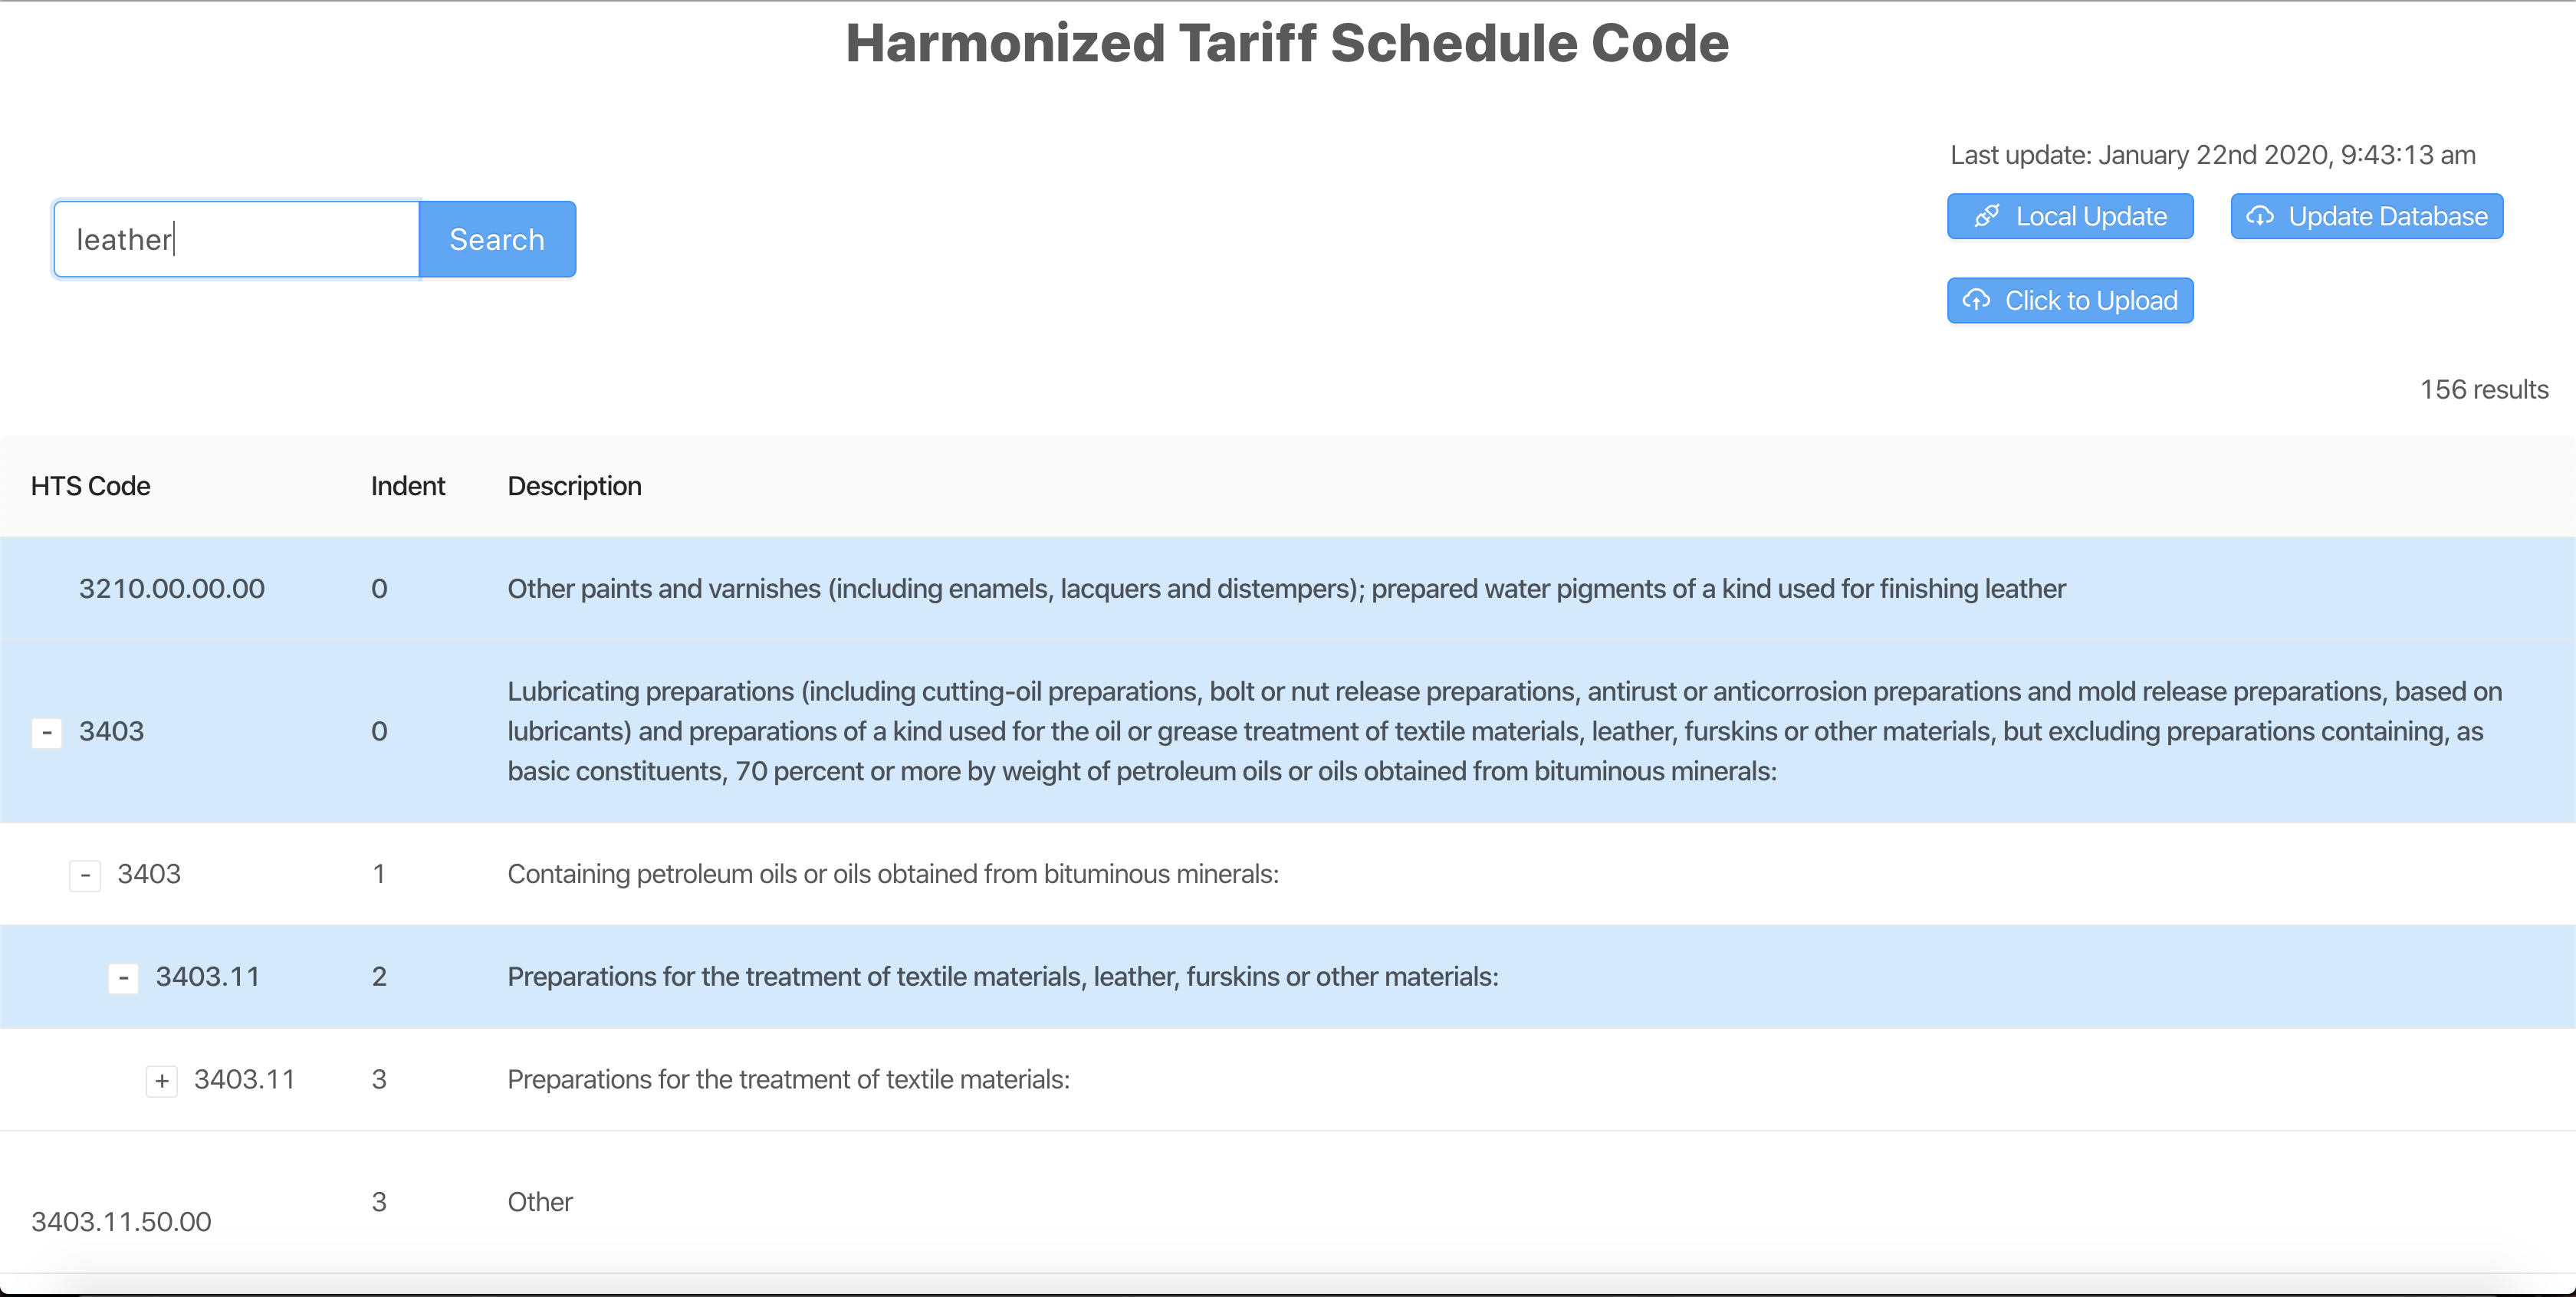 Harmonized Tariff Schedule Code
Last update: January 22nd 2020, 9:43:13 am
leather
Search
Local Update
Update Database
Click to Upload
156 results
HTS Code Indent Description
3210.00.00.00 0 Other paints and varnishes (including enamels, lacquers and distempers); prepared water pigments of a kind used for finishing leather
Lubricating preparations (including cutting-oil preparations, bolt or nut release preparations, antirust or anticorrosion preparations and mold release preparations, based on
- 3403 0 lubricants) and preparations of a kind used for the oil or grease treatment of textile materials, leather, furskins or other materials, but excluding preparations containing, as
basic constituents, 70 percent or more by weight of petroleum oils or oils obtained from bituminous minerals:
- 3403 1 Containing petroleum oils or oils obtained from bituminous minerals:
- 3403.11 2 Preparations for the treatment of textile materials, leather, furskins or other materials:
+ 3403.11 3 Preparations for the treatment of textile materials:
3403.11.50.00 3 Other